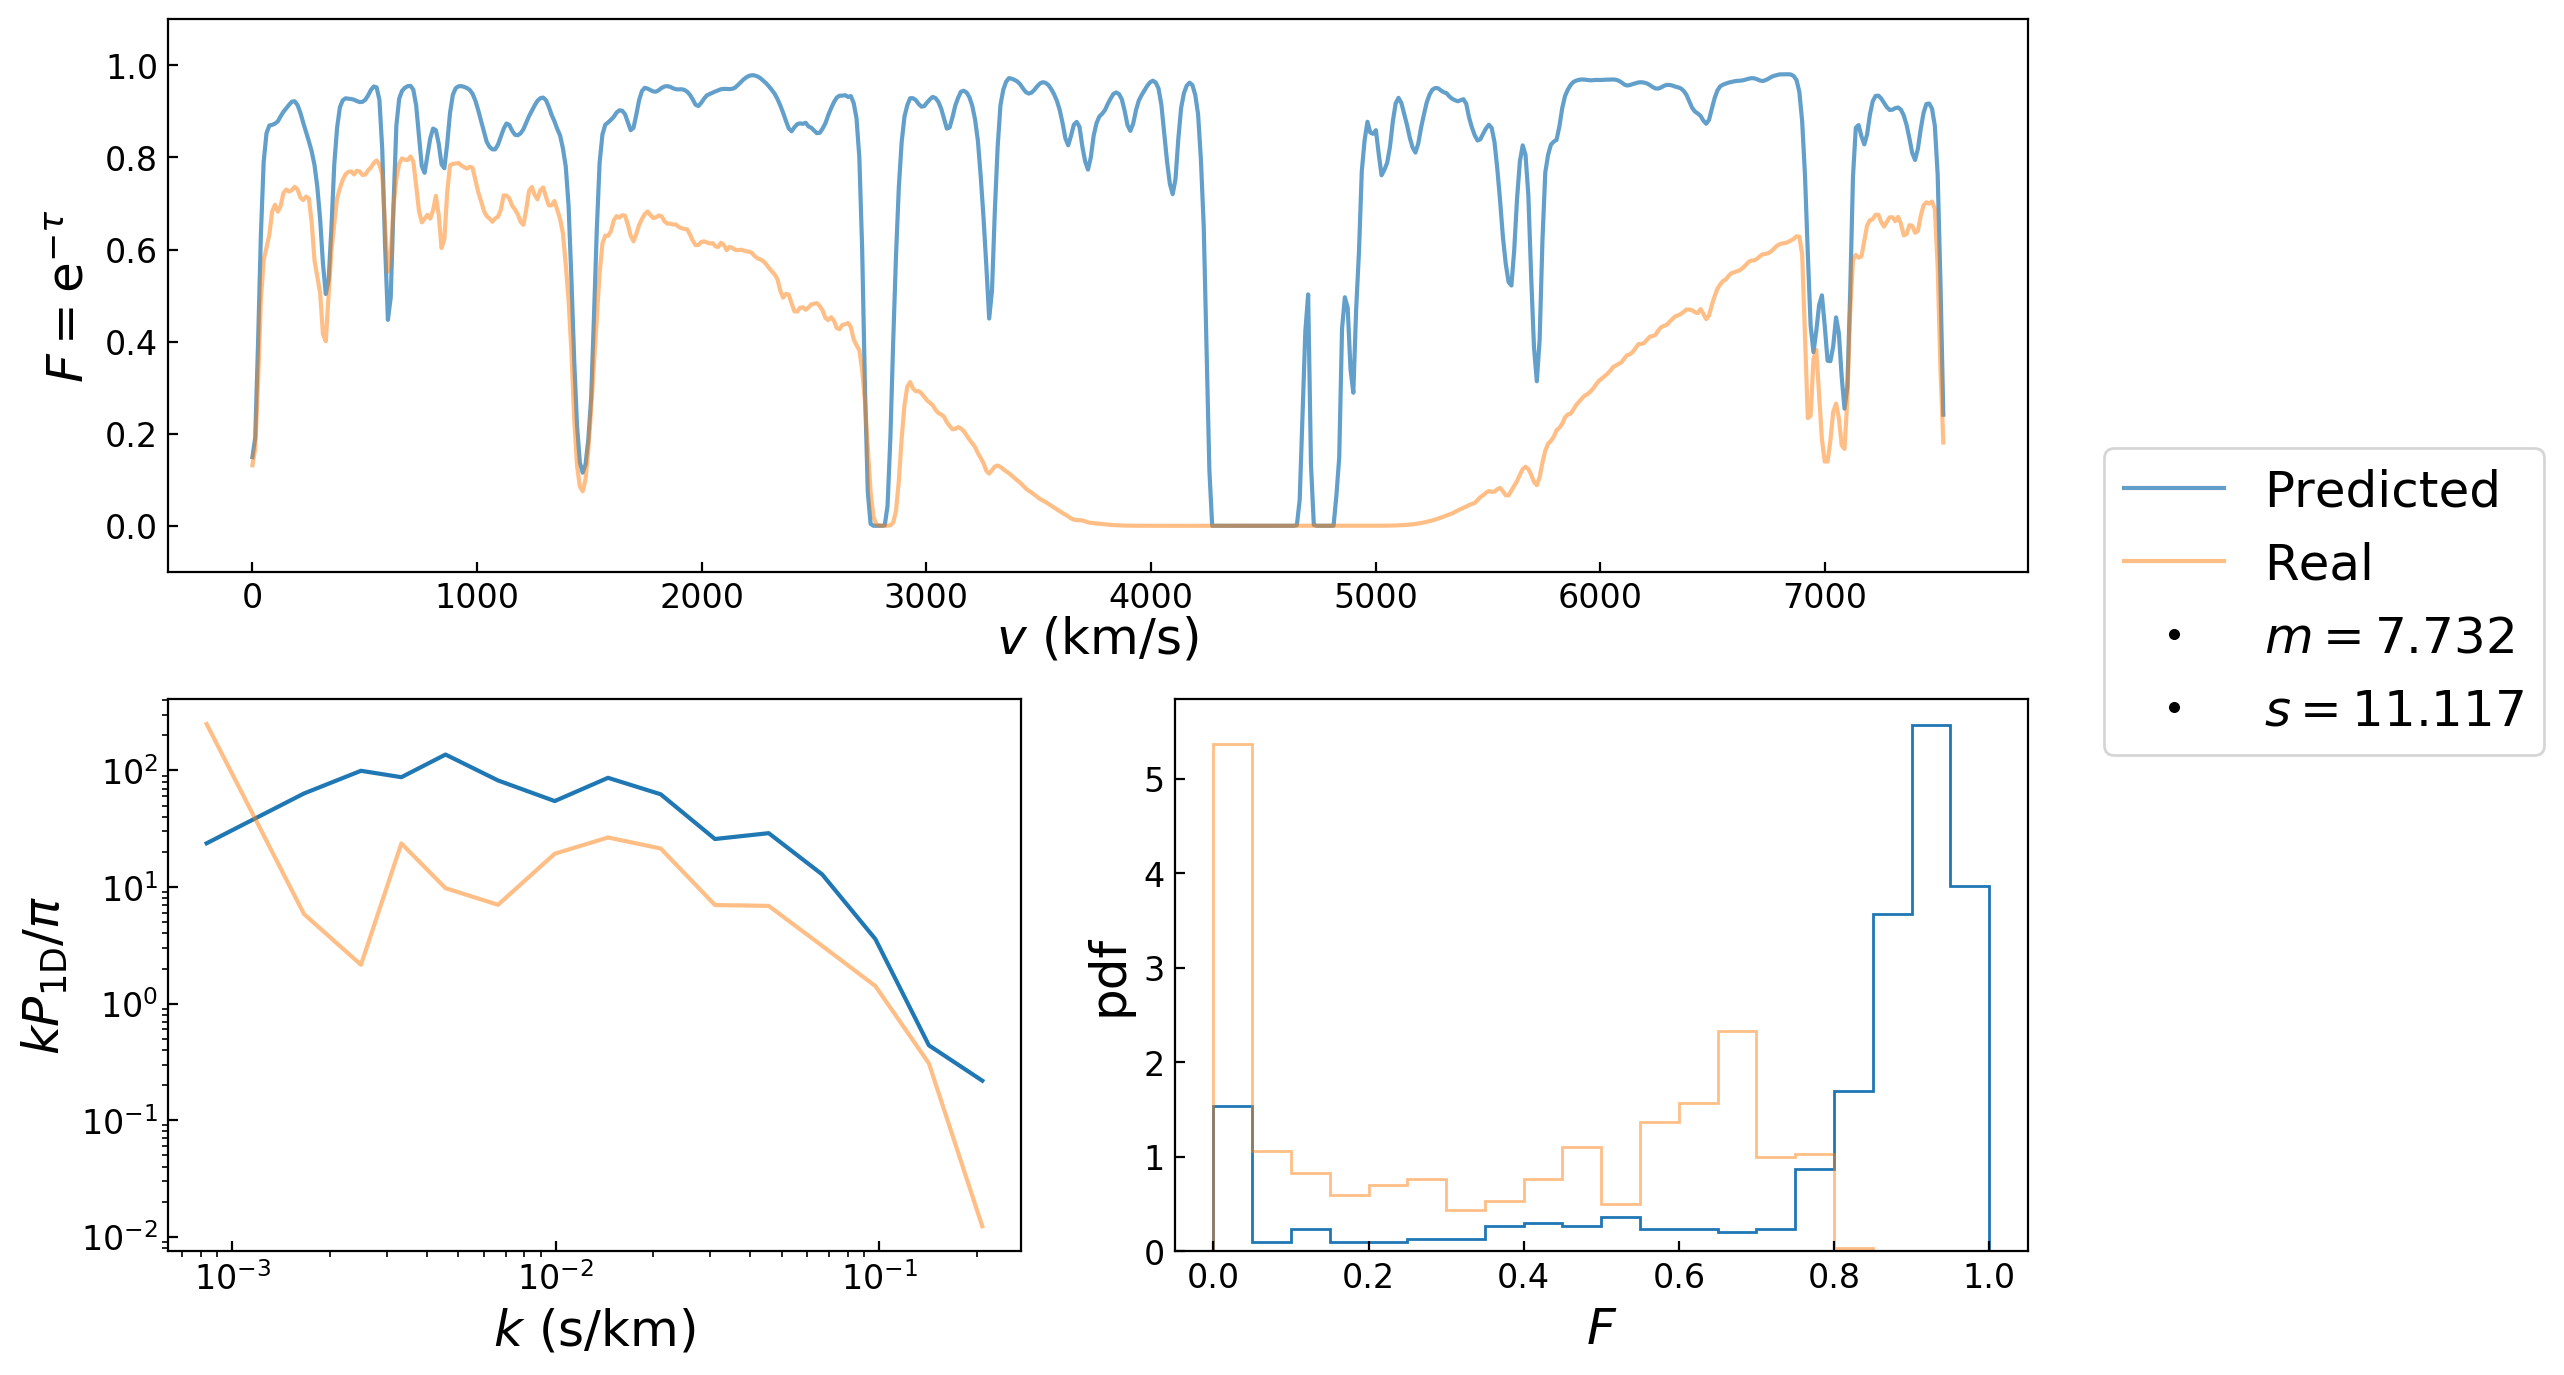 1.0
0.8
0.6
0.4
0.2
0.0
F = e^{−τ}
0 1000 2000 3000 4000 5000 6000 7000
v (km/s)
Predicted
Real
m = 7.732
s = 11.117
10^2
10^1
10^0
10^{−1}
10^{−2}
kP_{1D}/π
10^{−3} 10^{−2} 10^{−1}
k (s/km)
5
4
3
2
1
0
pdf
0.0 0.2 0.4 0.6 0.8 1.0
F